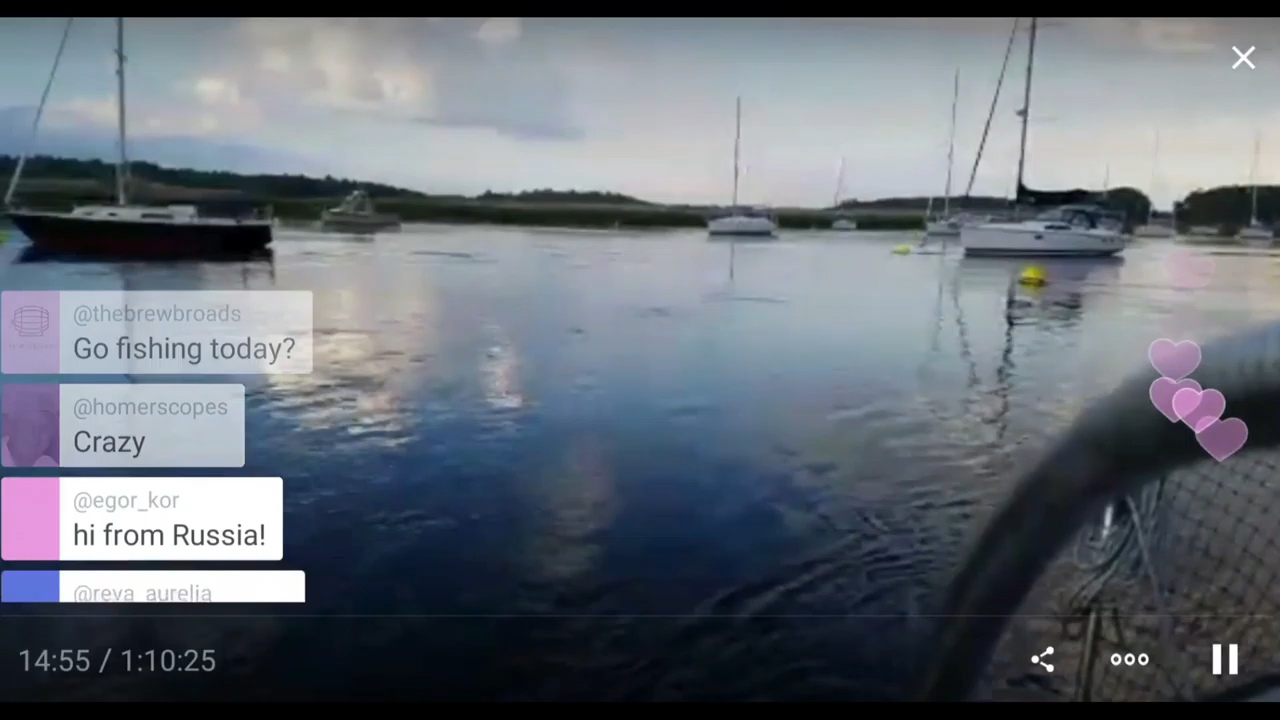 @thebrewbroads
Go fishing today?
@homerscopes
Crazy
@egor_kor
hi from Russia!
@reva_aurelia
14:55 / 1:10:25